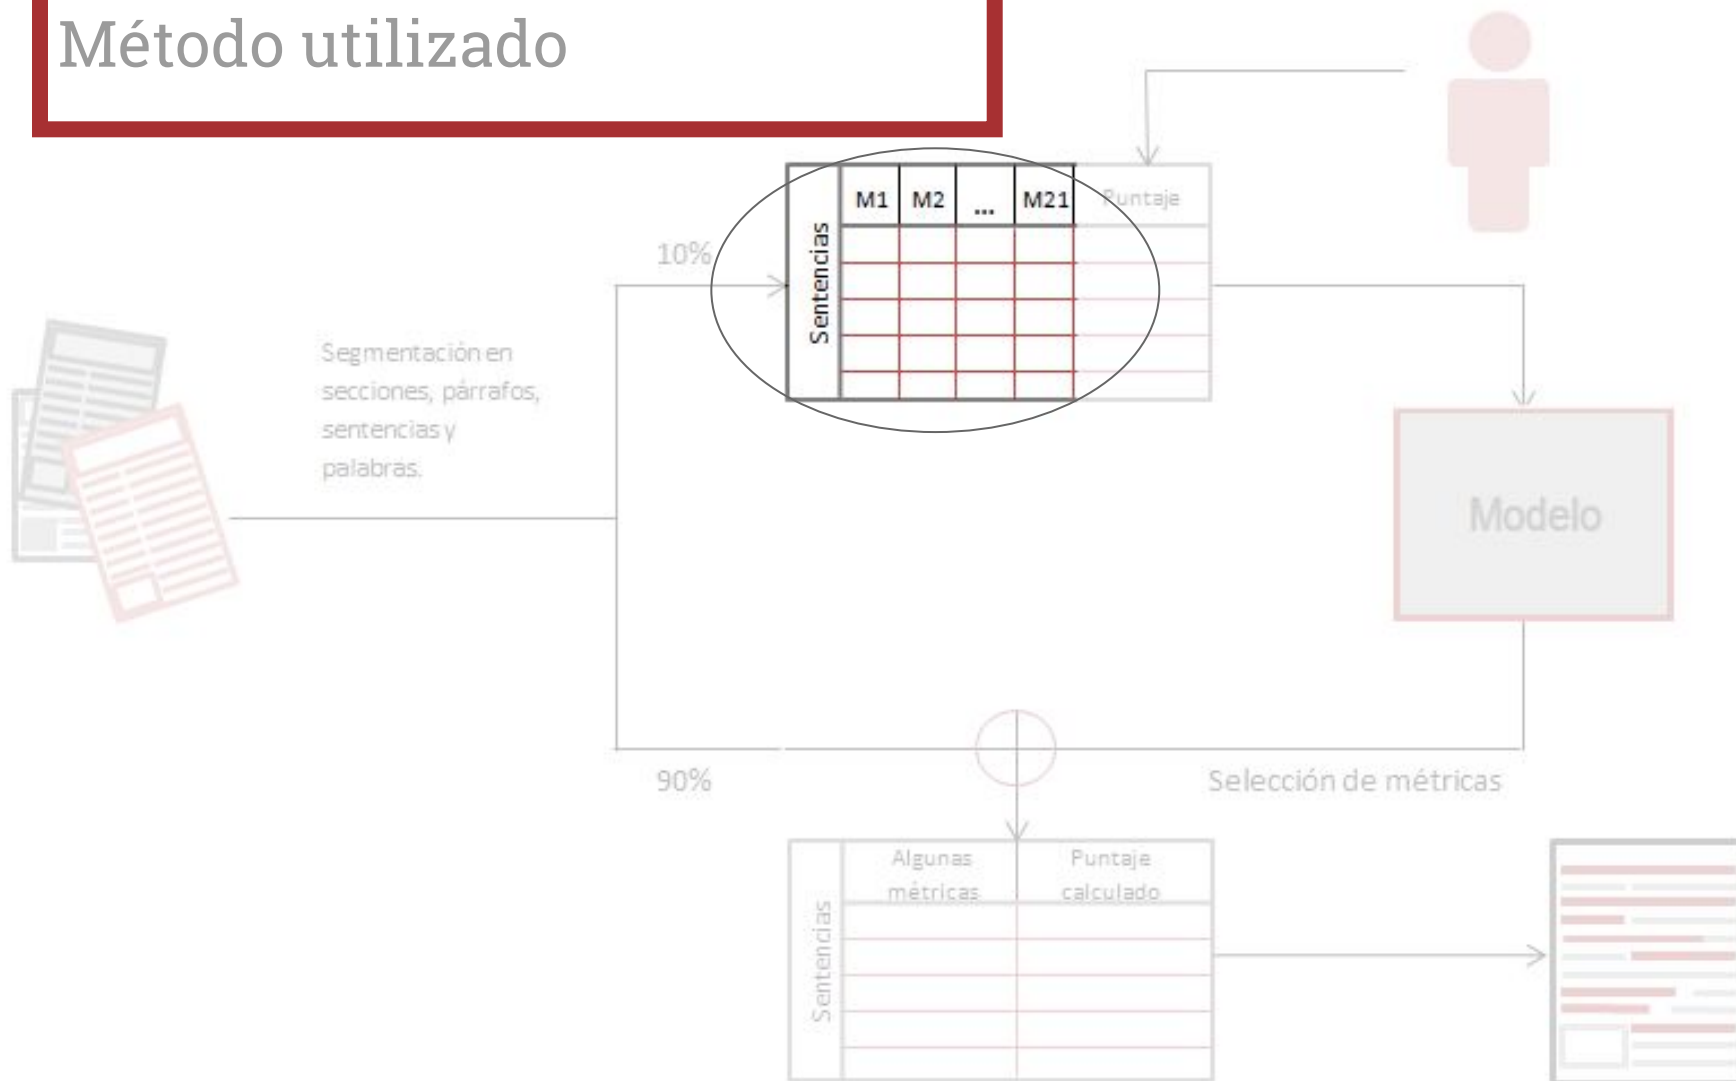 Método utilizado
M1 M2 ... M21 Puntaje
Sentencias
10%
Segmentación en
secciones, párrafos,
sentencias y
palabras.
Modelo
90%
Selección de métricas
Algunas
métricas
Puntaje
calculado
Sentencias